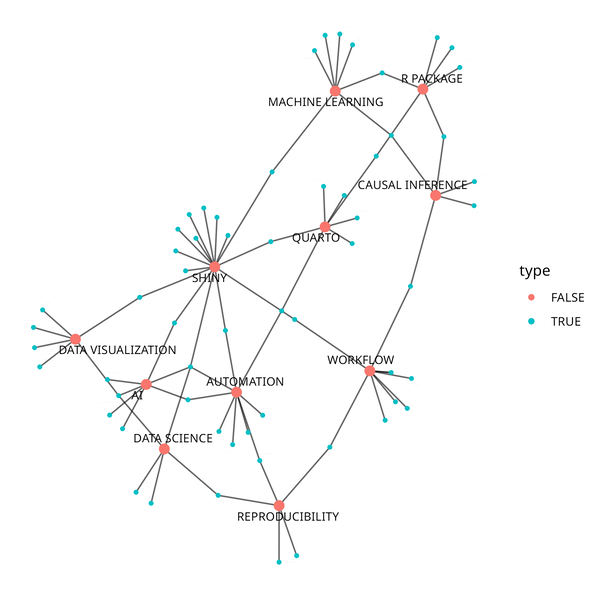 R PACKAGE
MACHINE LEARNING
CAUSAL INFERENCE
QUARTO
SHINY
DATA VISUALIZATION
WORKFLOW
AUTOMATION
AI
DATA SCIENCE
REPRODUCIBILITY
type
FALSE
TRUE